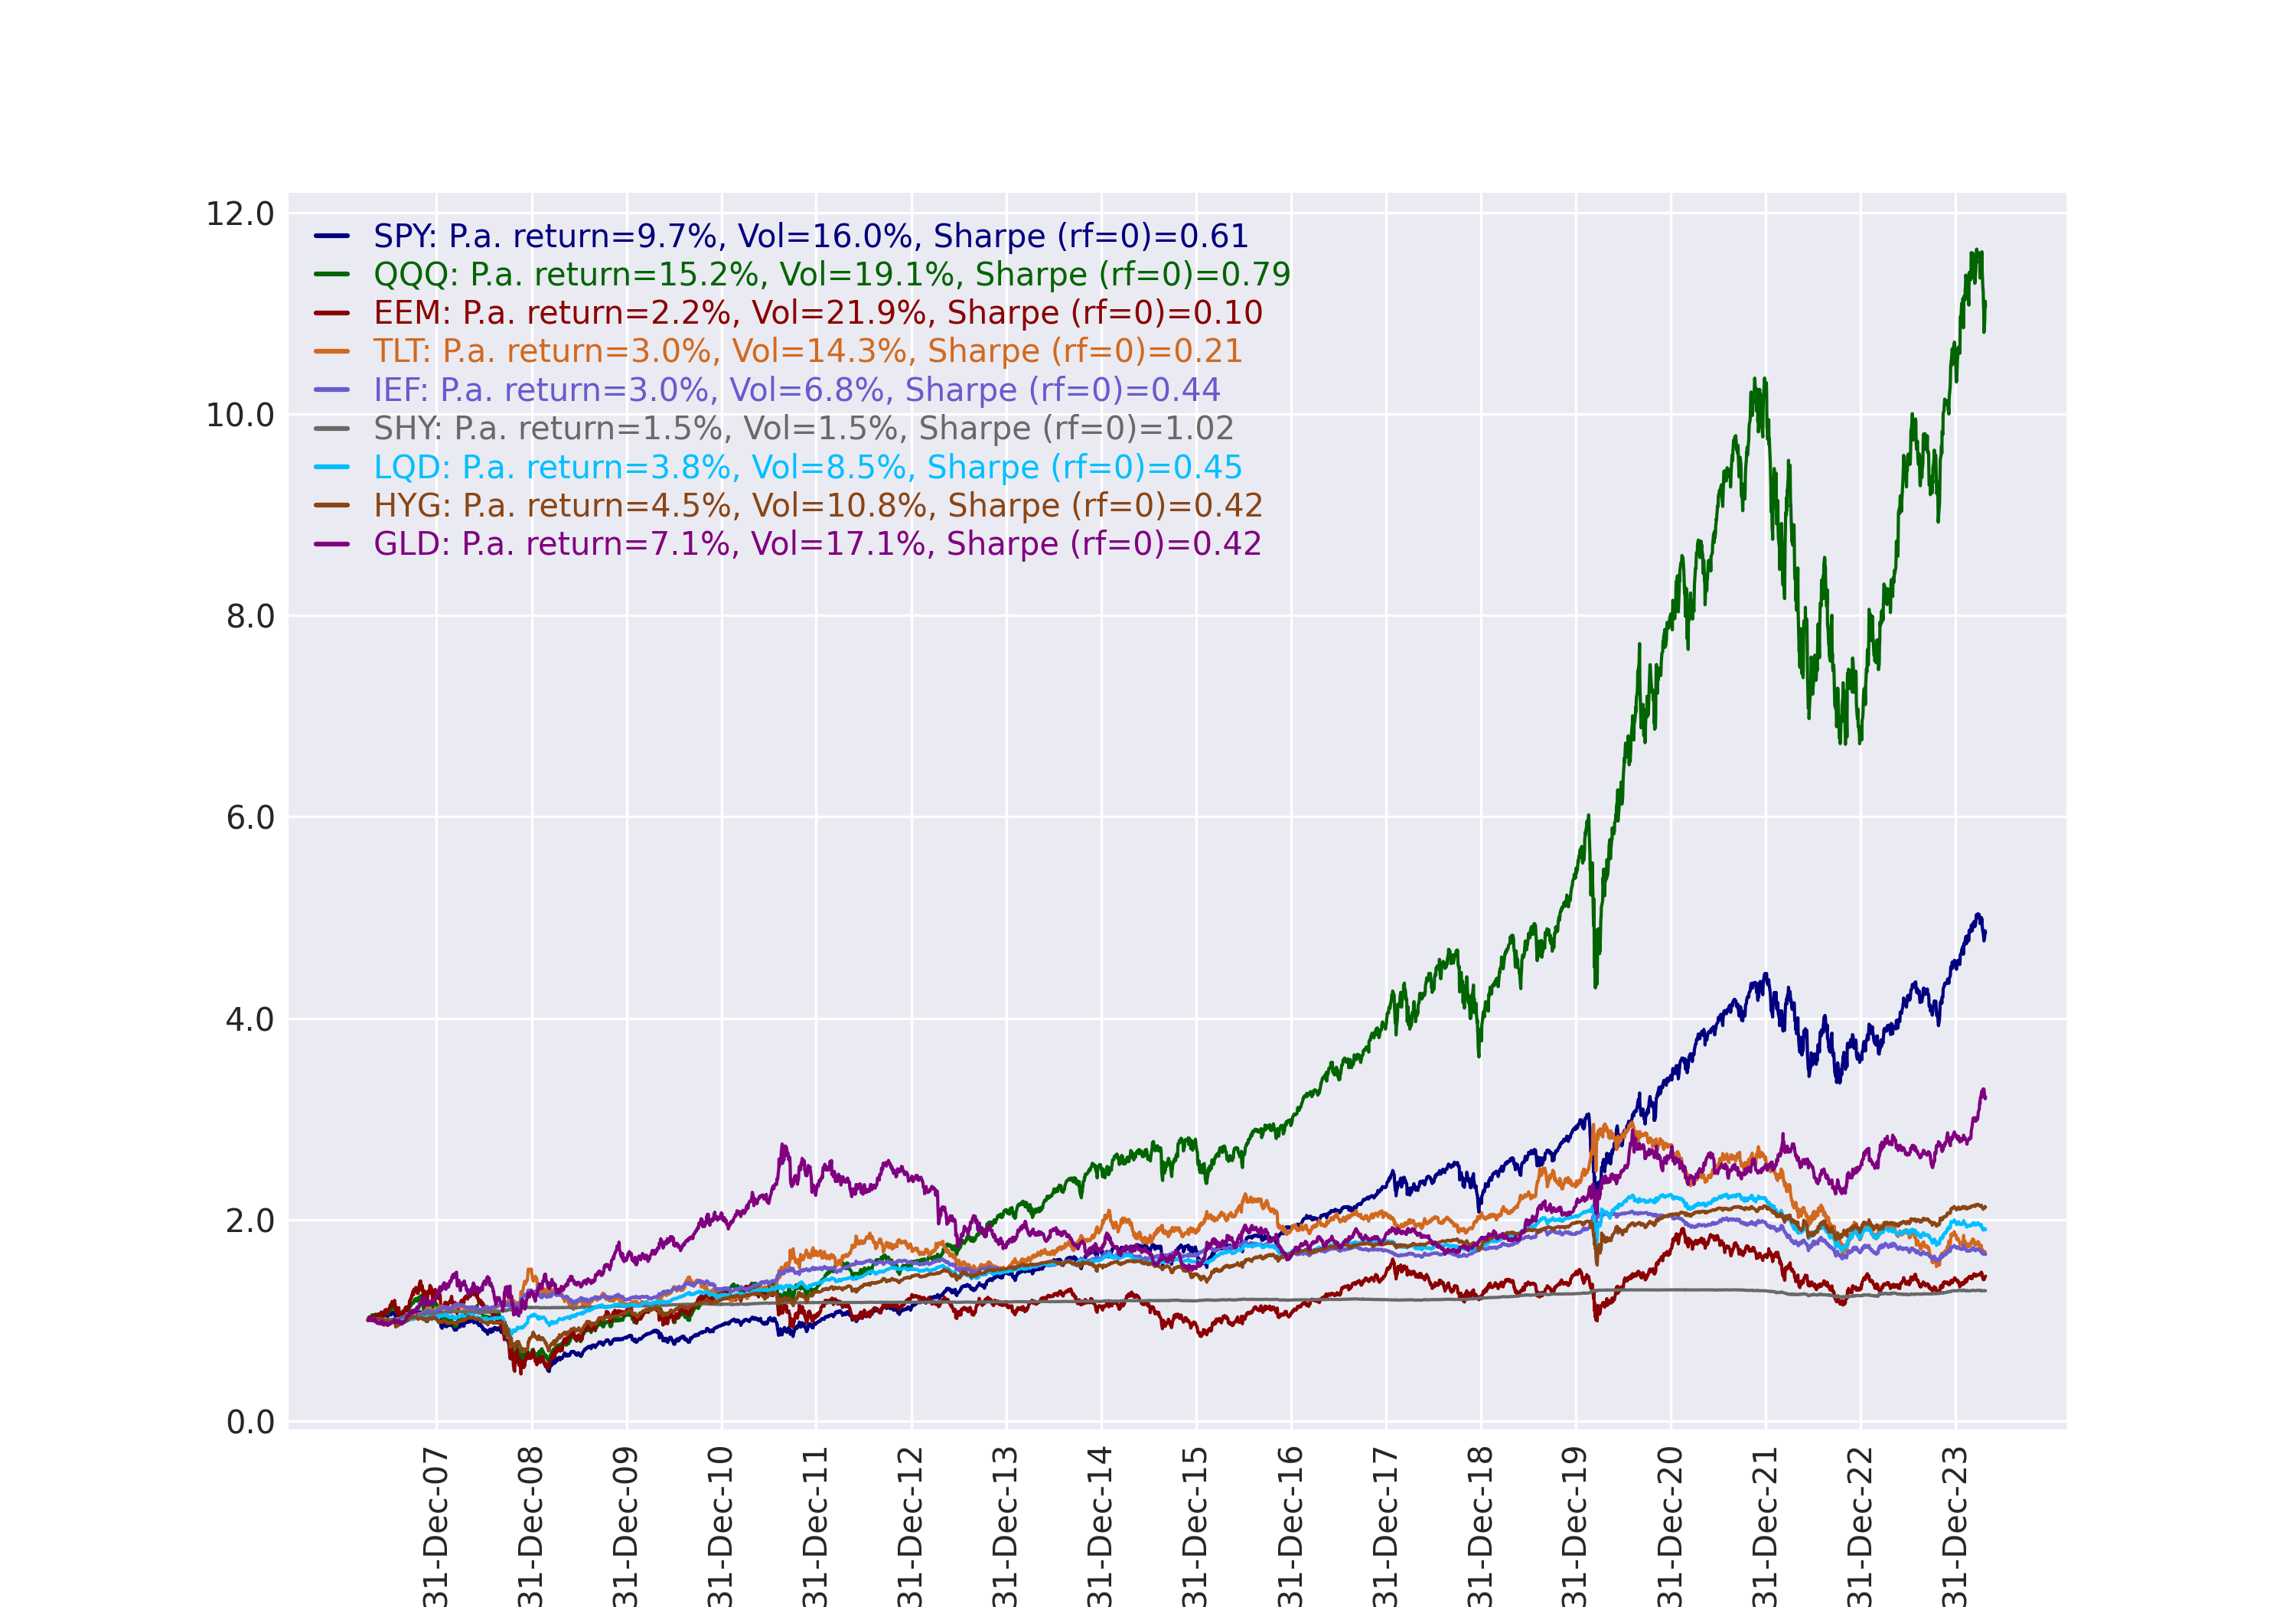 12.0
10.0
8.0
6.0
4.0
2.0
0.0
SPY: P.a. return=9.7%, Vol=16.0%, Sharpe (rf=0)=0.61
QQQ: P.a. return=15.2%, Vol=19.1%, Sharpe (rf=0)=0.79
EEM: P.a. return=2.2%, Vol=21.9%, Sharpe (rf=0)=0.10
TLT: P.a. return=3.0%, Vol=14.3%, Sharpe (rf=0)=0.21
IEF: P.a. return=3.0%, Vol=6.8%, Sharpe (rf=0)=0.44
SHY: P.a. return=1.5%, Vol=1.5%, Sharpe (rf=0)=1.02
LQD: P.a. return=3.8%, Vol=8.5%, Sharpe (rf=0)=0.45
HYG: P.a. return=4.5%, Vol=10.8%, Sharpe (rf=0)=0.42
GLD: P.a. return=7.1%, Vol=17.1%, Sharpe (rf=0)=0.42
31-Dec-07
31-Dec-08
31-Dec-09
31-Dec-10
31-Dec-11
31-Dec-12
31-Dec-13
31-Dec-14
31-Dec-15
31-Dec-16
31-Dec-17
31-Dec-18
31-Dec-19
31-Dec-20
31-Dec-21
31-Dec-22
31-Dec-23